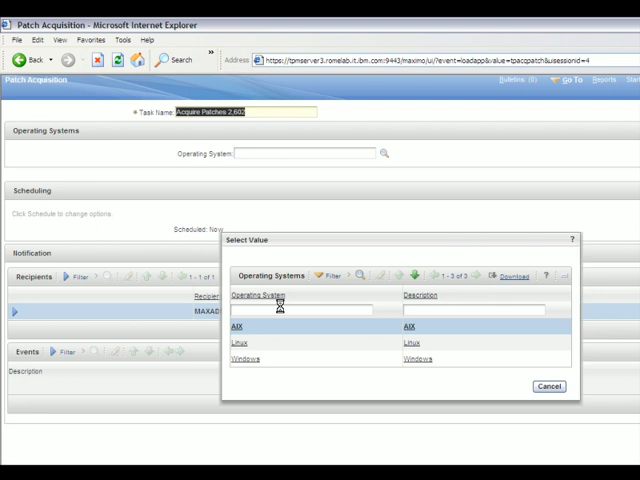 Patch Acquisition - Microsoft Internet Explorer
File Edit View Favorites Tools Help
Back Search » Address https://tpmserver3.romelab.it.ibm.com:9443/maximo/ui/?event=loadapp&value=tpacqpatch&uisessionid=4
Patch Acquisition Bulletins: (0) Go To Reports Start
* Task Name: Acquire Patches 2,602
Operating Systems
Operating System:
Scheduling
Click Schedule to change options.
Scheduled: Now
Notification
Recipients Filter 1 - 1 of 1
Recipien
MAXAD
Events Filter
Description
Select Value ?
Operating Systems Filter 1 - 3 of 3 Download ?
Operating System Description
AIX AIX
Linux Linux
Windows Windows
Cancel